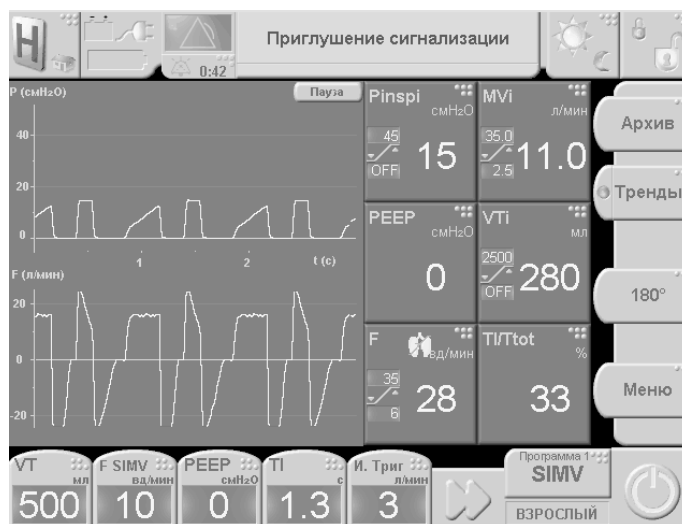 H
0:42
Приглушение сигнализации
P (смH₂O)
Пауза
40
20
0
1
2
t (с)
F (л/мин)
20
0
-20
Pinspi
смH₂O
45
OFF
15
MVi
л/мин
35.0
2.5
11.0
PEEP
смH₂O
0
VTi
мл
2500
OFF
280
F
вд/мин
35
6
28
TI/Ttot
%
33
Архив
Тренды
180°
Меню
VT
мл
500
F SIMV
вд/мин
10
PEEP
смH₂O
0
TI
с
1.3
И. Триг
л/мин
3
Программа 1
SIMV
ВЗРОСЛЫЙ